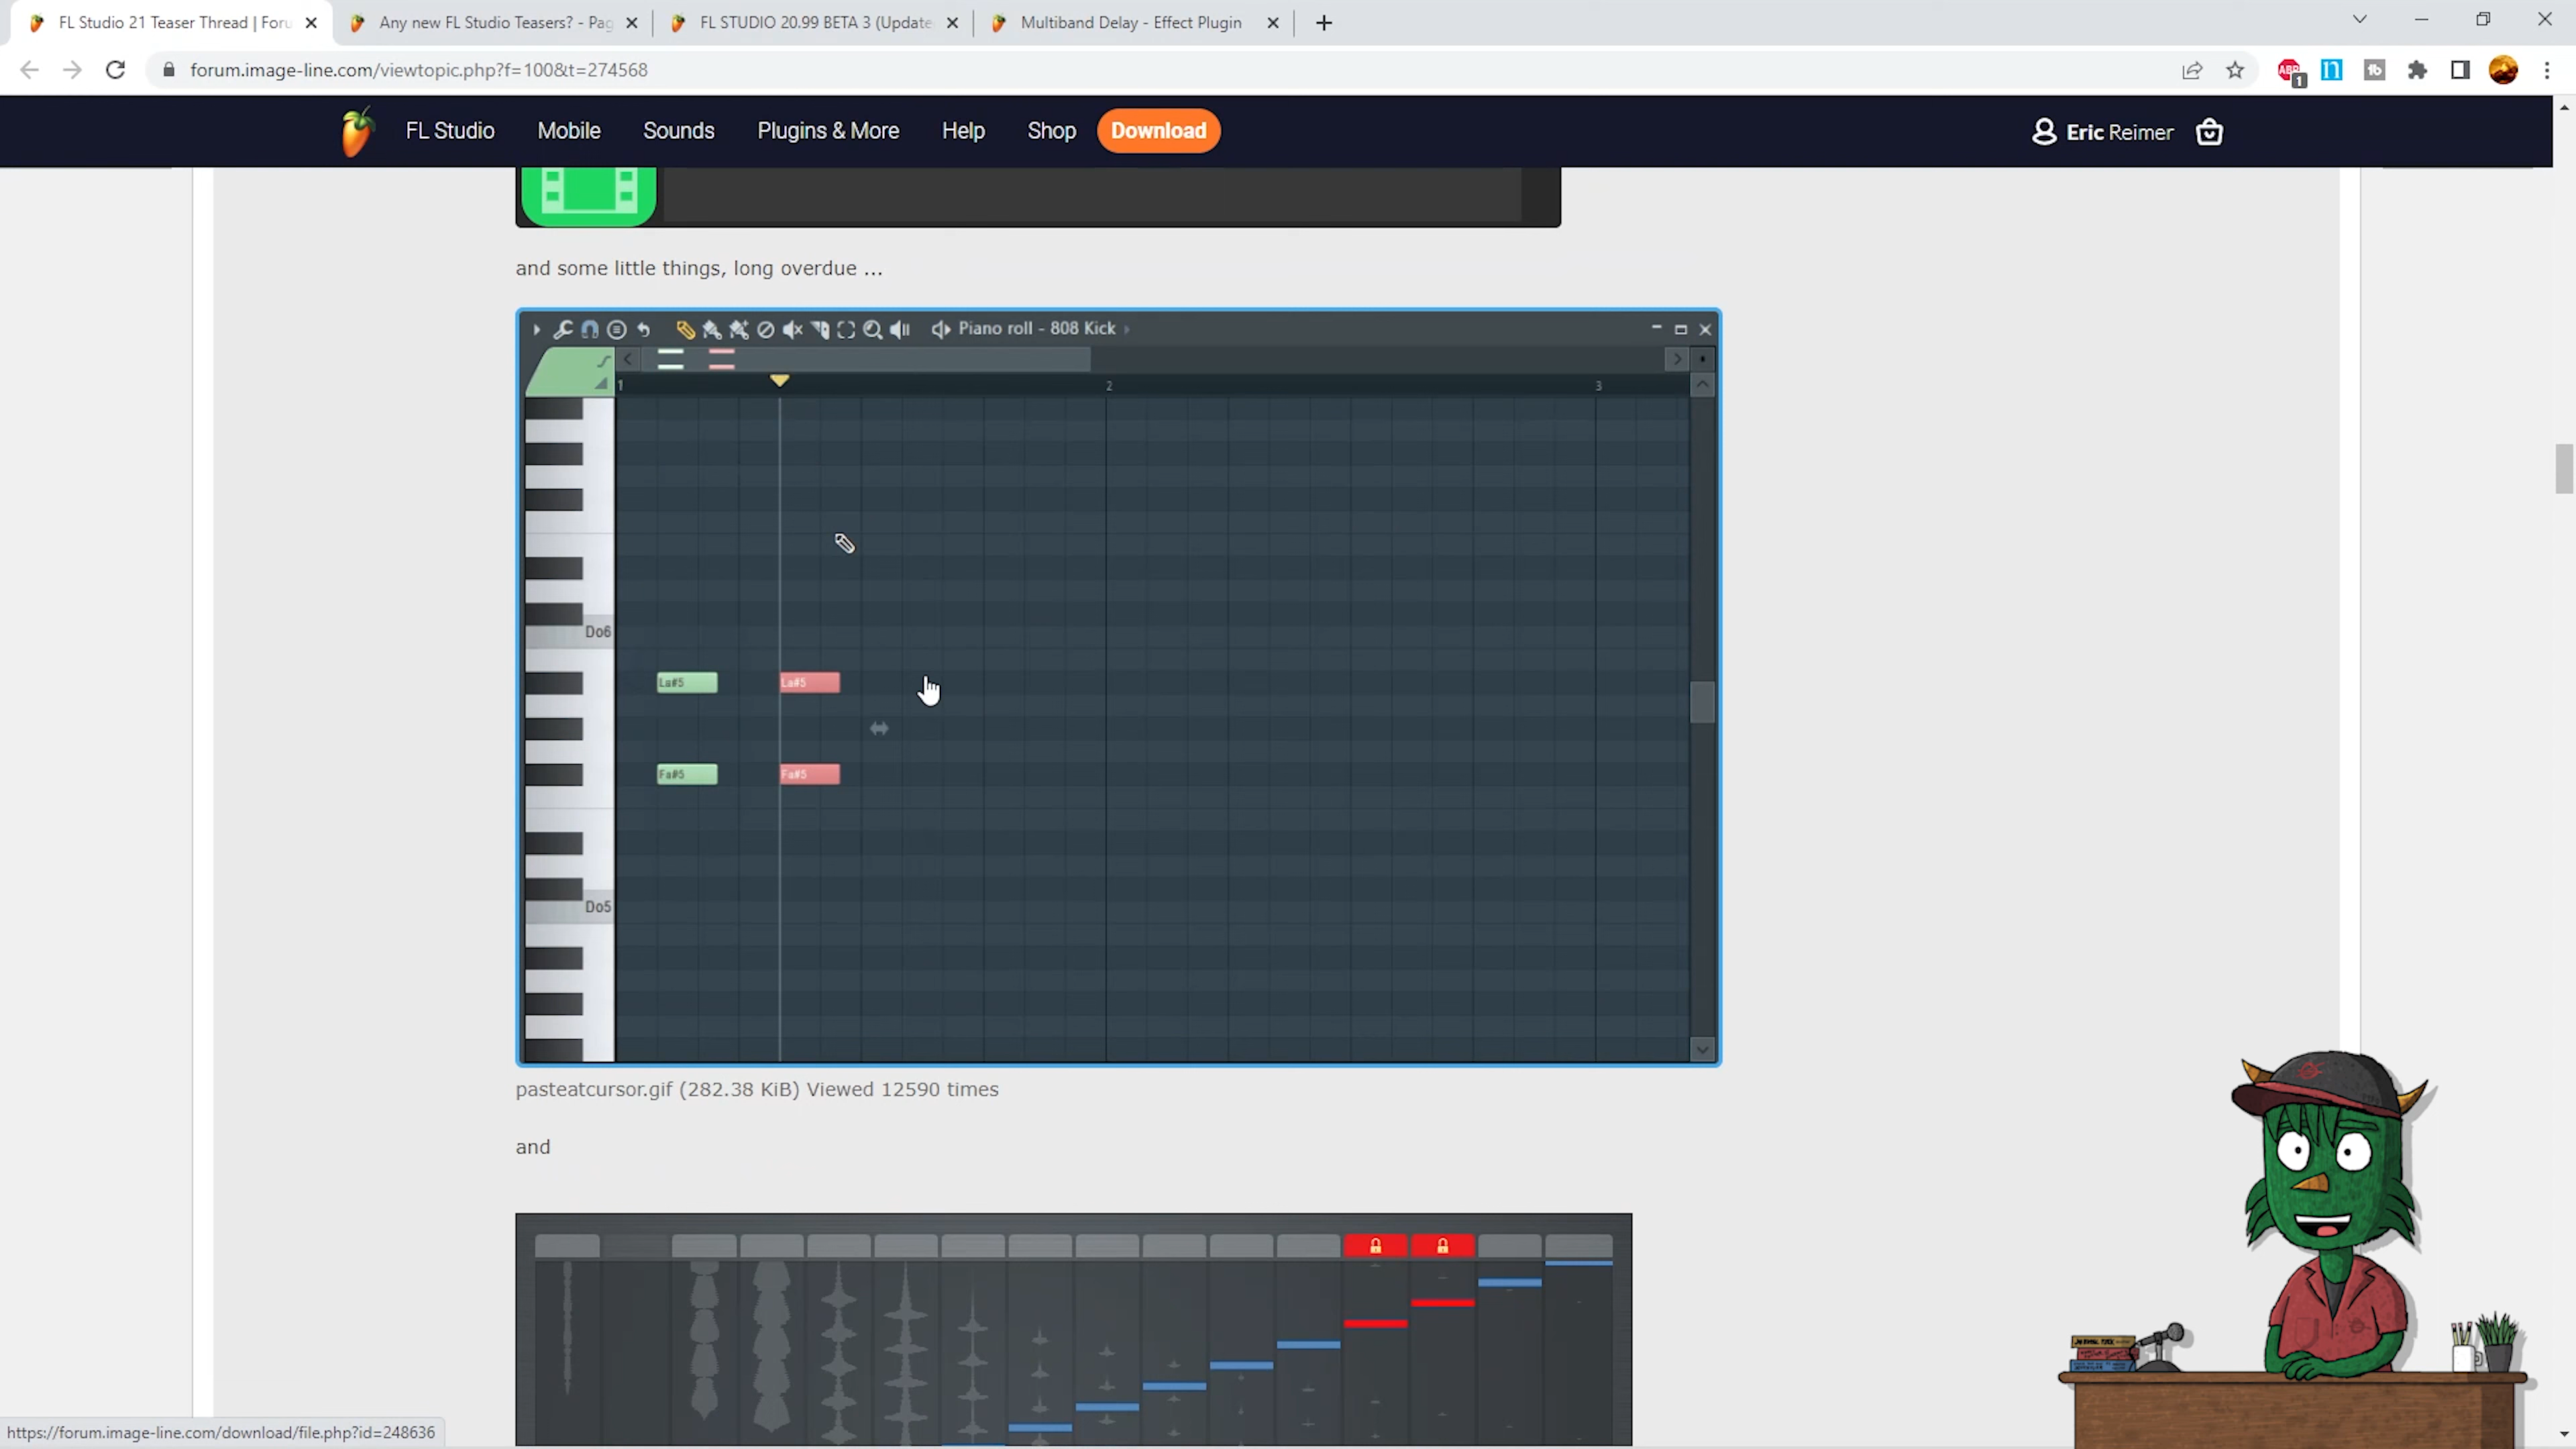 FL Studio 21 Teaser Thread | Foru
Any new FL Studio Teasers? - Pag
FL STUDIO 20.99 BETA 3 (Update
Multiband Delay - Effect Plugin
forum.image-line.com/viewtopic.php?f=100&t=274568
ABP
1
n
tb
FL Studio
Mobile
Sounds
Plugins & More
Help
Shop
Download
Eric Reimer
and some little things, long overdue ...
Piano roll - 808 Kick
1
2
3
Do6
La#5
La#5
Fa#5
Fa#5
Do5
pasteatcursor.gif (282.38 KiB) Viewed 12590 times
and
https://forum.image-line.com/download/file.php?id=248636